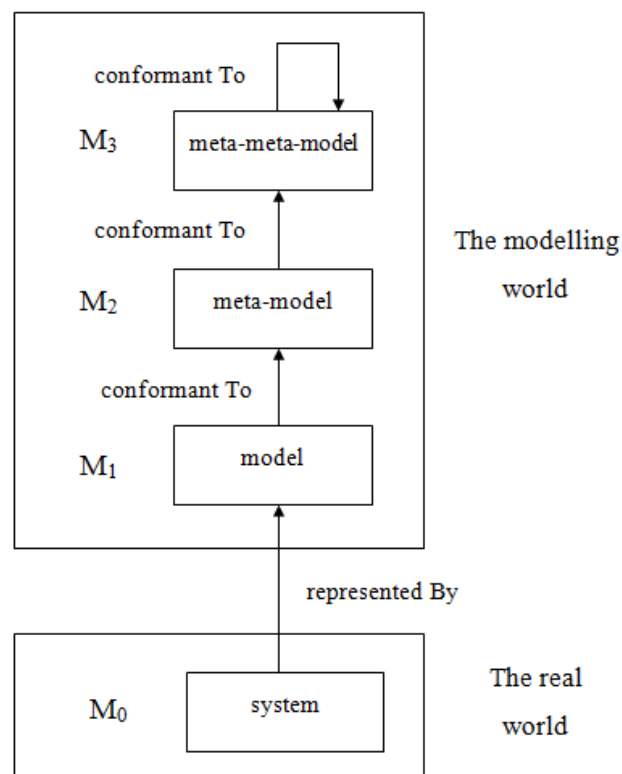 conformant To
M₃
meta-meta-model
conformant To
The modelling
world
M₂
meta-model
conformant To
M₁
model
represented By
The real
world
M₀
system